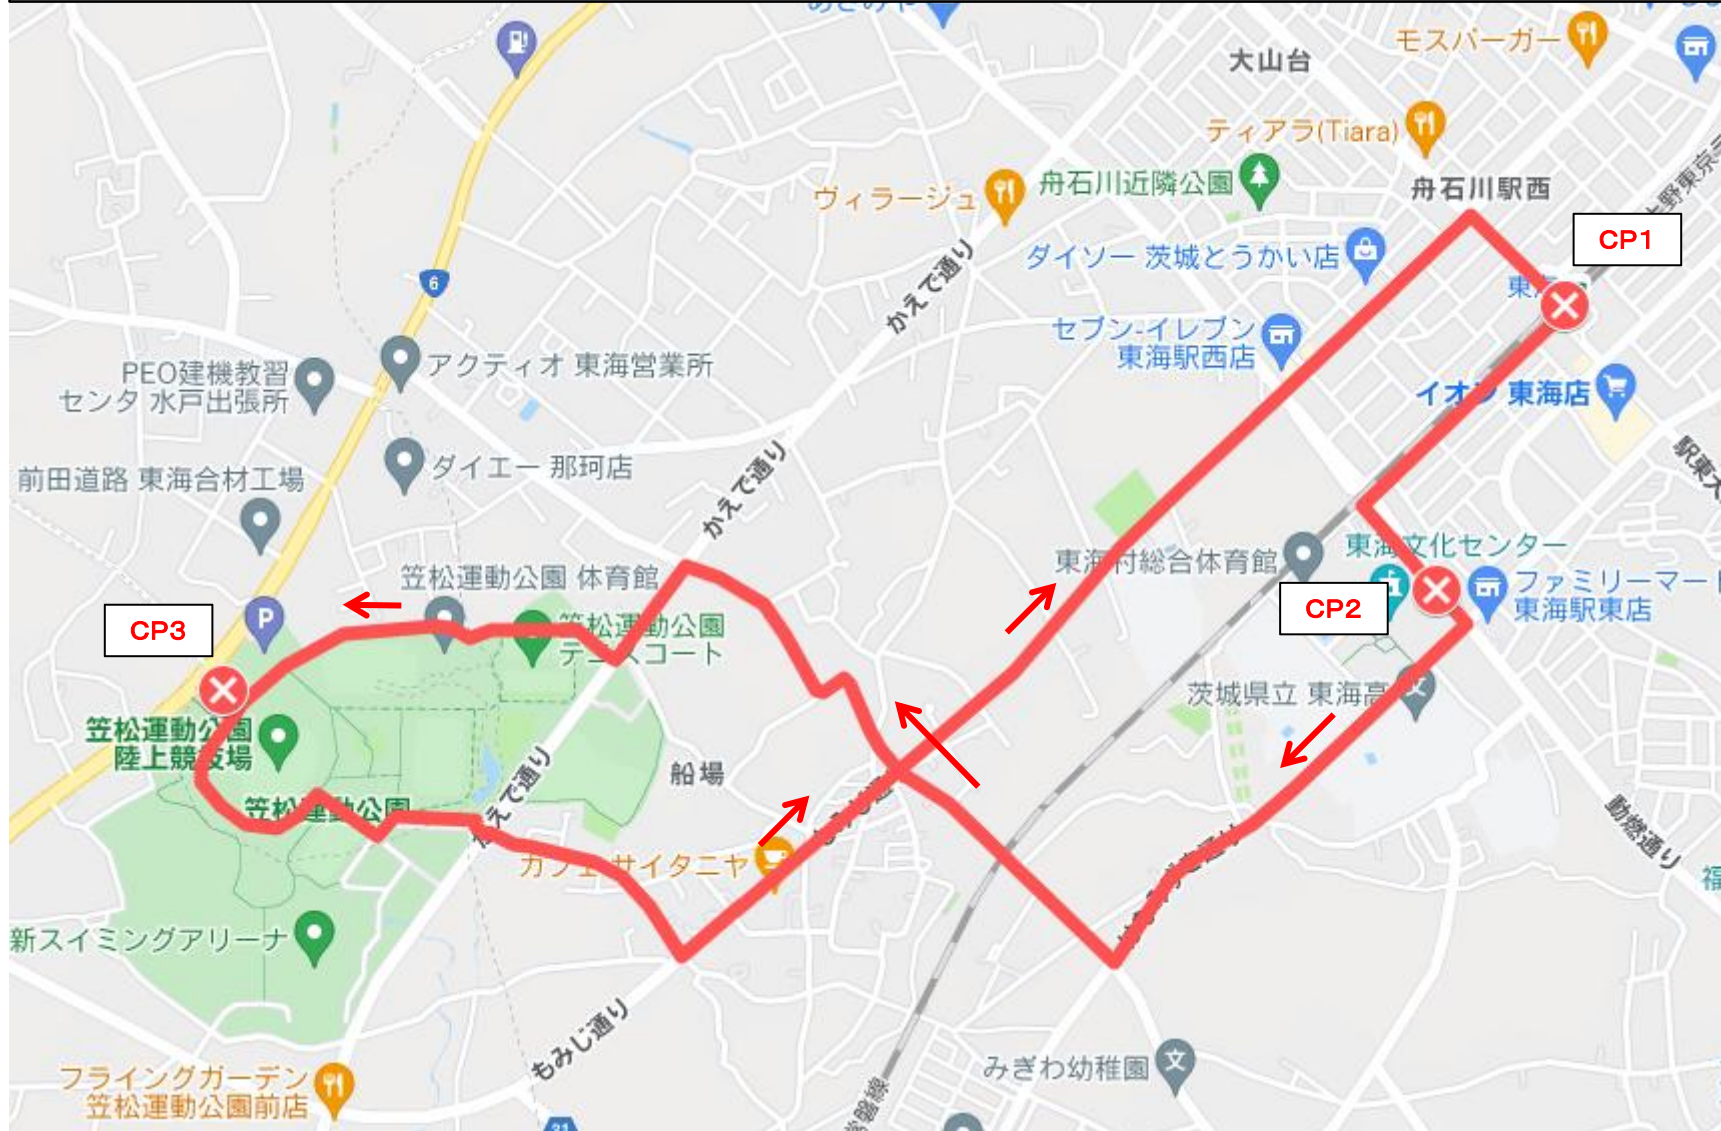 大山台
モスバーガー
ティアラ(Tiara)
舟石川近隣公園
舟石川駅西
ヴィラージュ
CP1
ダイソー 茨城とうかい店
かえで通り
6
東
セブン-イレブン
東海駅西店
アクティオ 東海営業所
PEO建機教習
センタ 水戸出張所
イオン 東海店
ダイエー 那珂店
前田道路 東海合材工場
かえで通り
東海村総合体育館
東海文化センター
笠松運動公園 体育館
ファミリーマート
東海駅東店
CP2
P
CP3
笠松運動公園
テニスコート
茨城県立 東海高
文
笠松運動公園
陸上競技場
船場
笠松運動公園
かえで通り
動燃通り
カフェ サイタニヤ
新スイミングアリーナ
もみじ通り
みぎわ幼稚園
文
フライングガーデン
笠松運動公園前店
常磐線
31